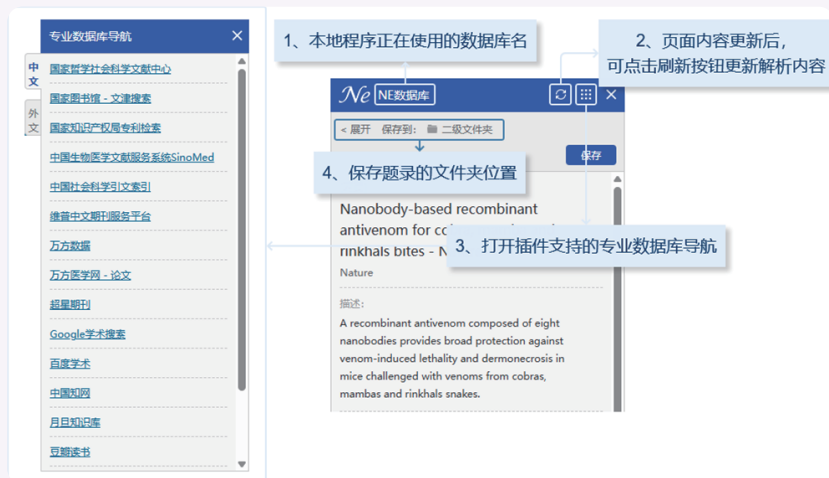 专业数据库导航
中文
外文
国家哲学社会科学文献中心
国家图书馆 - 文津搜索
国家知识产权局专利检索
中国生物医学文献服务系统SinoMed
中国社会科学引文索引
维普中文期刊服务平台
万方数据
万方医学网 - 论文
超星期刊
Google学术搜索
百度学术
中国知网
月旦知识库
豆瓣读书
1、本地程序正在使用的数据库名
2、页面内容更新后，
可点击刷新按钮更新解析内容
Ne NE数据库
< 展开 保存到： 二级文件夹
保存
4、保存题录的文件夹位置
Nanobody-based recombinant
antivenom for
rinkhals bites - N
3、打开插件支持的专业数据库导航
Nature
描述：
A recombinant antivenom composed of eight
nanobodies provides broad protection against
venom-induced lethality and dermonecrosis in
mice challenged with venoms from cobras,
mambas and rinkhals snakes.